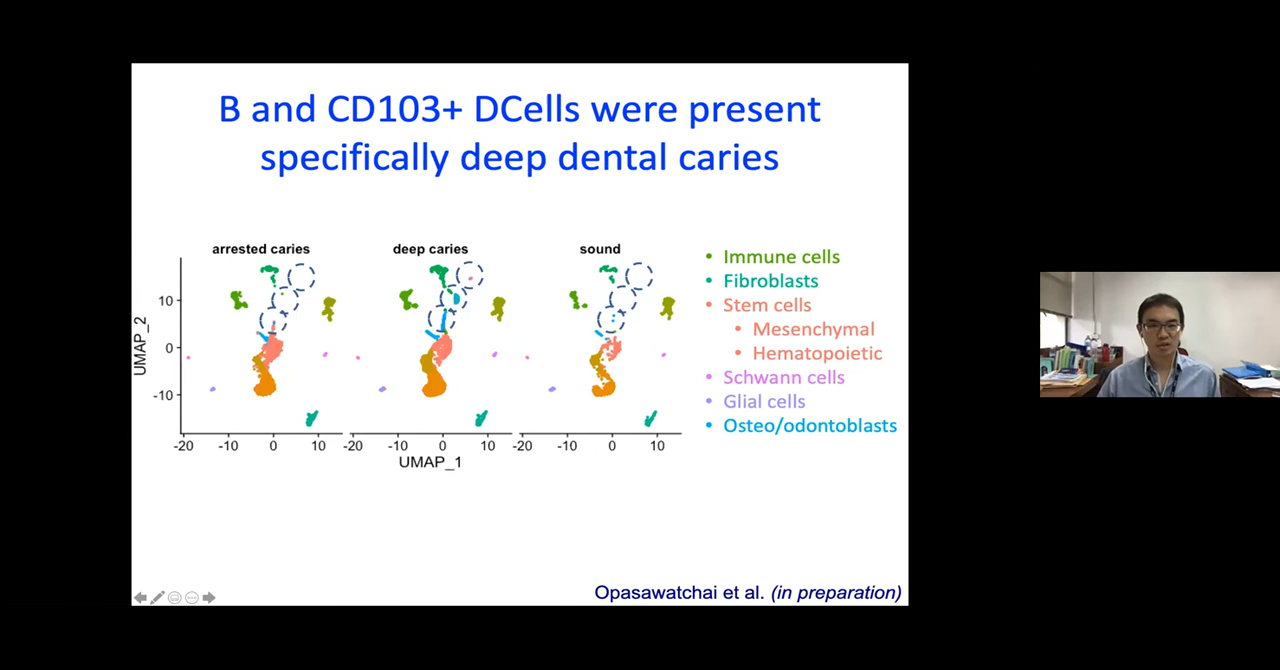 B and CD103+ DCells were present
specifically deep dental caries
arrested caries
deep caries
sound
UMAP_2
10
0
-10
-20 -10 0 10 -20 -10 0 10 -20 -10 0 10
UMAP_1
• Immune cells
• Fibroblasts
• Stem cells
• Mesenchymal
• Hematopoietic
• Schwann cells
• Glial cells
• Osteo/odontoblasts
Opasawatchai et al. (in preparation)